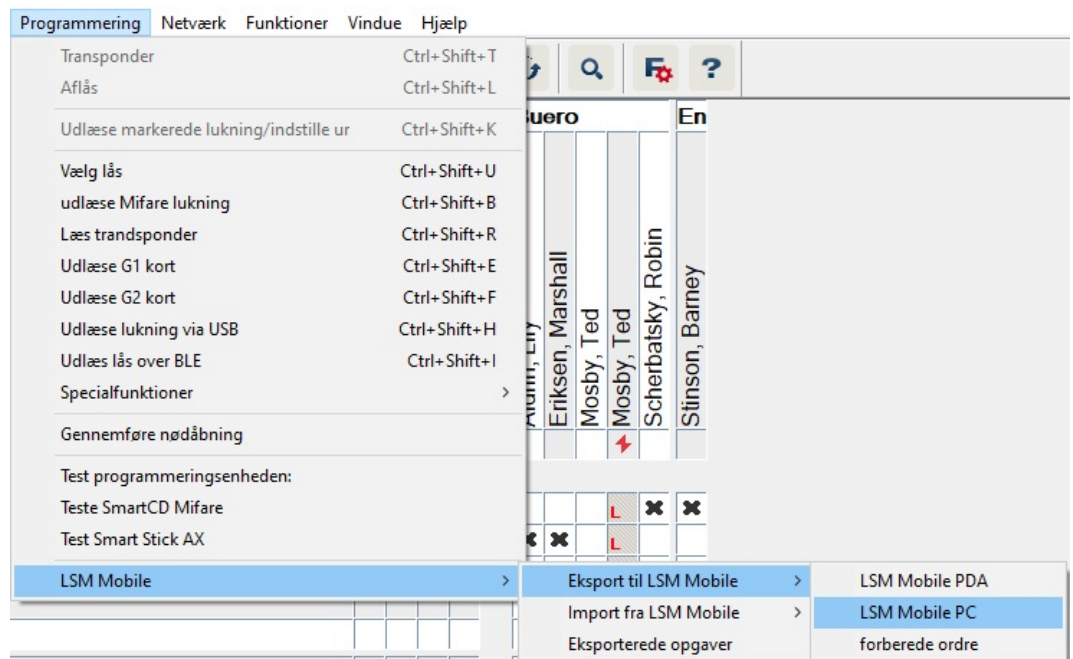 Programmering Netværk Funktioner Vindue Hjælp
Transponder Ctrl+Shift+T
Aflås Ctrl+Shift+L
Udlæse markerede lukning/indstille ur Ctrl+Shift+K
Vælg lås Ctrl+Shift+U
udlæse Mifare lukning Ctrl+Shift+B
Læs trandsponder Ctrl+Shift+R
Udlæse G1 kort Ctrl+Shift+E
Udlæse G2 kort Ctrl+Shift+F
Udlæse lukning via USB Ctrl+Shift+H
Udlæs lås over BLE Ctrl+Shift+I
Specialfunktioner
Gennemføre nødåbning
Test programmeringsenheden:
Teste SmartCD Mifare
Test Smart Stick AX
LSM Mobile
Eksport til LSM Mobile
Import fra LSM Mobile
Eksporterede opgaver
LSM Mobile PDA
LSM Mobile PC
forberede ordre
F ?
En
Eriksen, Marshall
Mosby, Ted
Mosby, Ted
Scherbatsky, Robin
Stinson, Barney
L
L